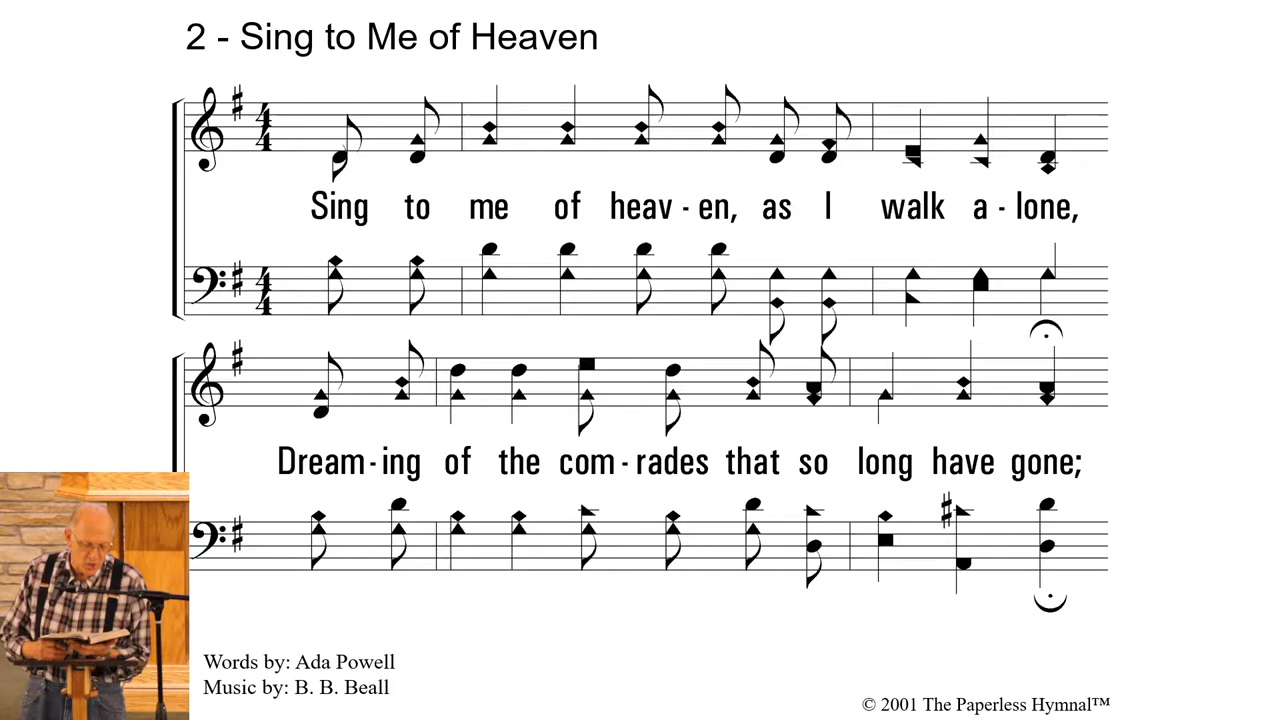 2 - Sing to Me of Heaven
Sing to me of heav - en, as I walk a - lone,
Dream - ing of the com - rades that so long have gone;
Words by: Ada Powell
Music by: B. B. Beall
© 2001 The Paperless Hymnal™